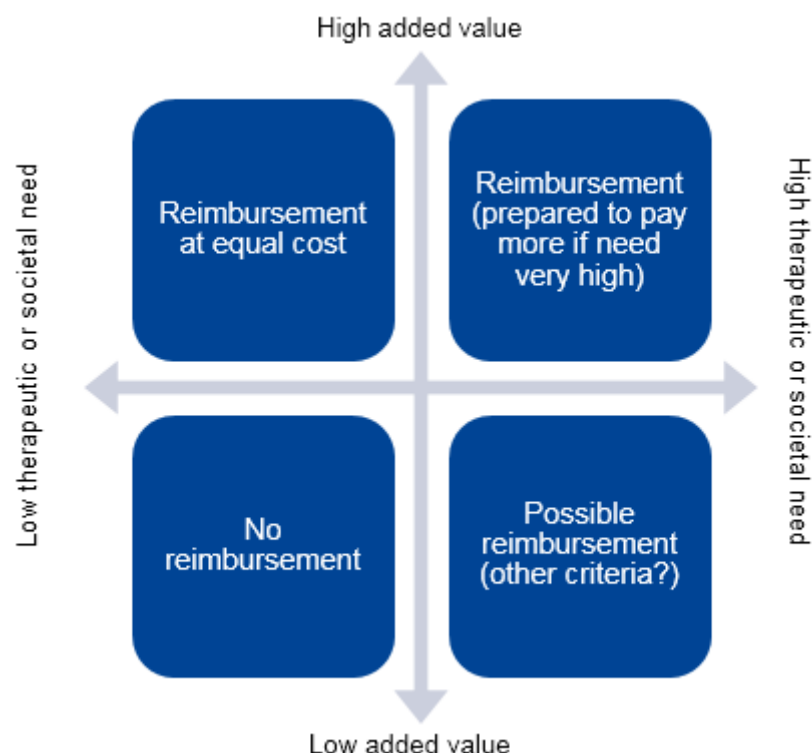 High added value
Low therapeutic or societal need
Reimbursement
at equal cost
Reimbursement
(prepared to pay
more if need
very high)
High therapeutic or societal need
No
reimbursement
Possible
reimbursement
(other criteria?)
Low added value